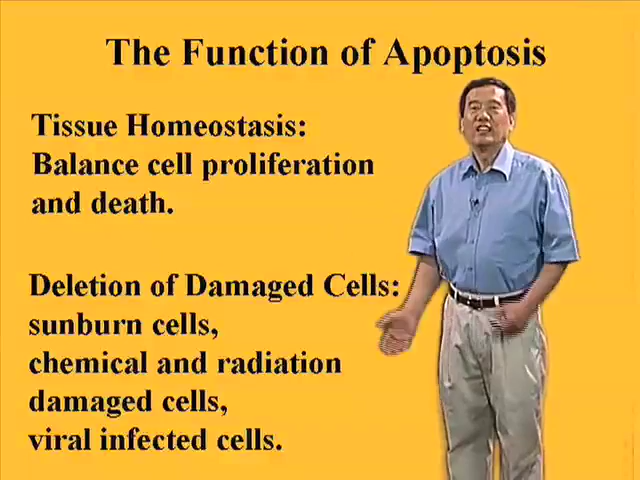 The Function of Apoptosis
Tissue Homeostasis:
Balance cell proliferation
and death.
Deletion of Damaged Cells:
sunburn cells,
chemical and radiation
damaged cells,
viral infected cells.